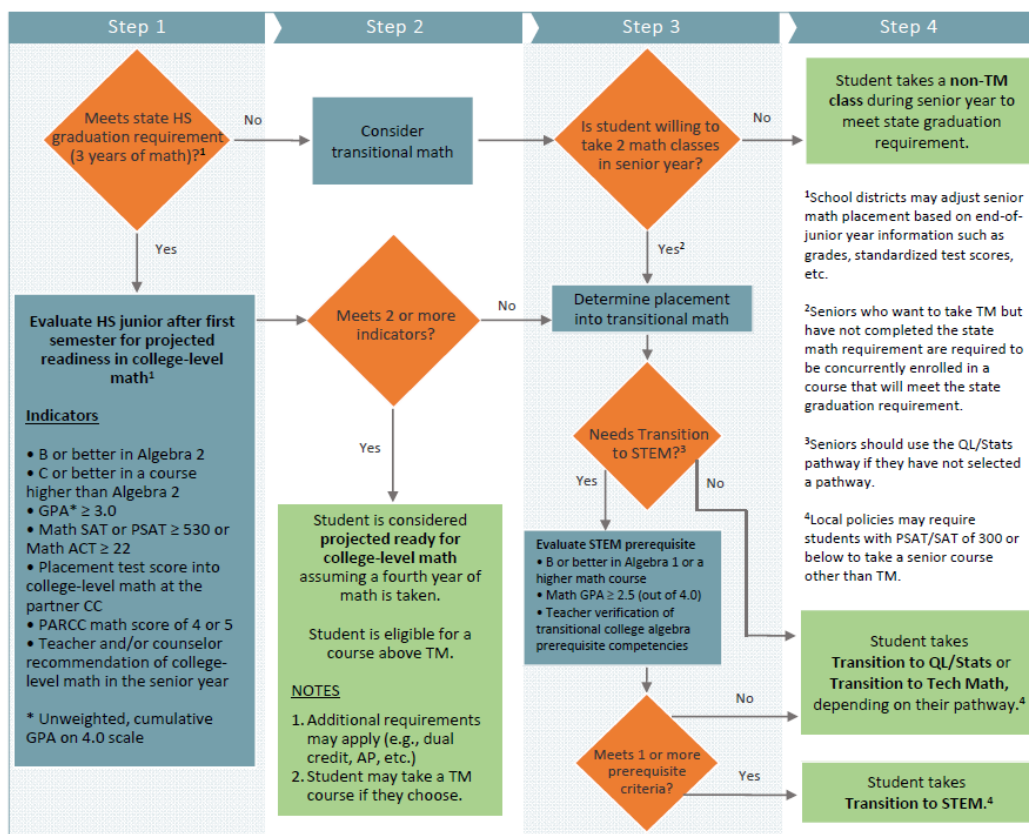 Step 1
Step 2
Step 3
Step 4
Meets state HS
graduation requirement
(3 years of math)?¹
No
Yes
Consider
transitional math
Is student willing to
take 2 math classes
in senior year?
No
Yes²
Student takes a non-TM
class during senior year to
meet state graduation
requirement.
Evaluate HS junior after first
semester for projected
readiness in college-level
math¹
Indicators
• B or better in Algebra 2
• C or better in a course
higher than Algebra 2
• GPA* ≥ 3.0
• Math SAT or PSAT ≥ 530 or
Math ACT ≥ 22
• Placement test score into
college-level math at the
partner CC
• PARCC math score of 4 or 5
• Teacher and/or counselor
recommendation of college-
level math in the senior year
* Unweighted, cumulative
GPA on 4.0 scale
Meets 2 or more
indicators?
No
Yes
Student is considered
projected ready for
college-level math
assuming a fourth year of
math is taken.
Student is eligible for a
course above TM.
NOTES
1. Additional requirements
may apply (e.g., dual
credit, AP, etc.)
2. Student may take a TM
course if they choose.
Determine placement
into transitional math
Needs Transition
to STEM?³
Yes
No
Evaluate STEM prerequisite
• B or better in Algebra 1 or a
higher math course
• Math GPA ≥ 2.5 (out of 4.0)
• Teacher verification of
transitional college algebra
prerequisite competencies
Meets 1 or more
prerequisite
criteria?
No
Yes
¹School districts may adjust senior
math placement based on end-of-
junior year information such as
grades, standardized test scores,
etc.
²Seniors who want to take TM but
have not completed the state
math requirement are required to
be concurrently enrolled in a
course that will meet the state
graduation requirement.
³Seniors should use the QL/Stats
pathway if they have not selected
a pathway.
⁴Local policies may require
students with PSAT/SAT of 300 or
below to take a senior course
other than TM.
Student takes
Transition to QL/Stats or
Transition to Tech Math,
depending on their pathway.⁴
Student takes
Transition to STEM.⁴